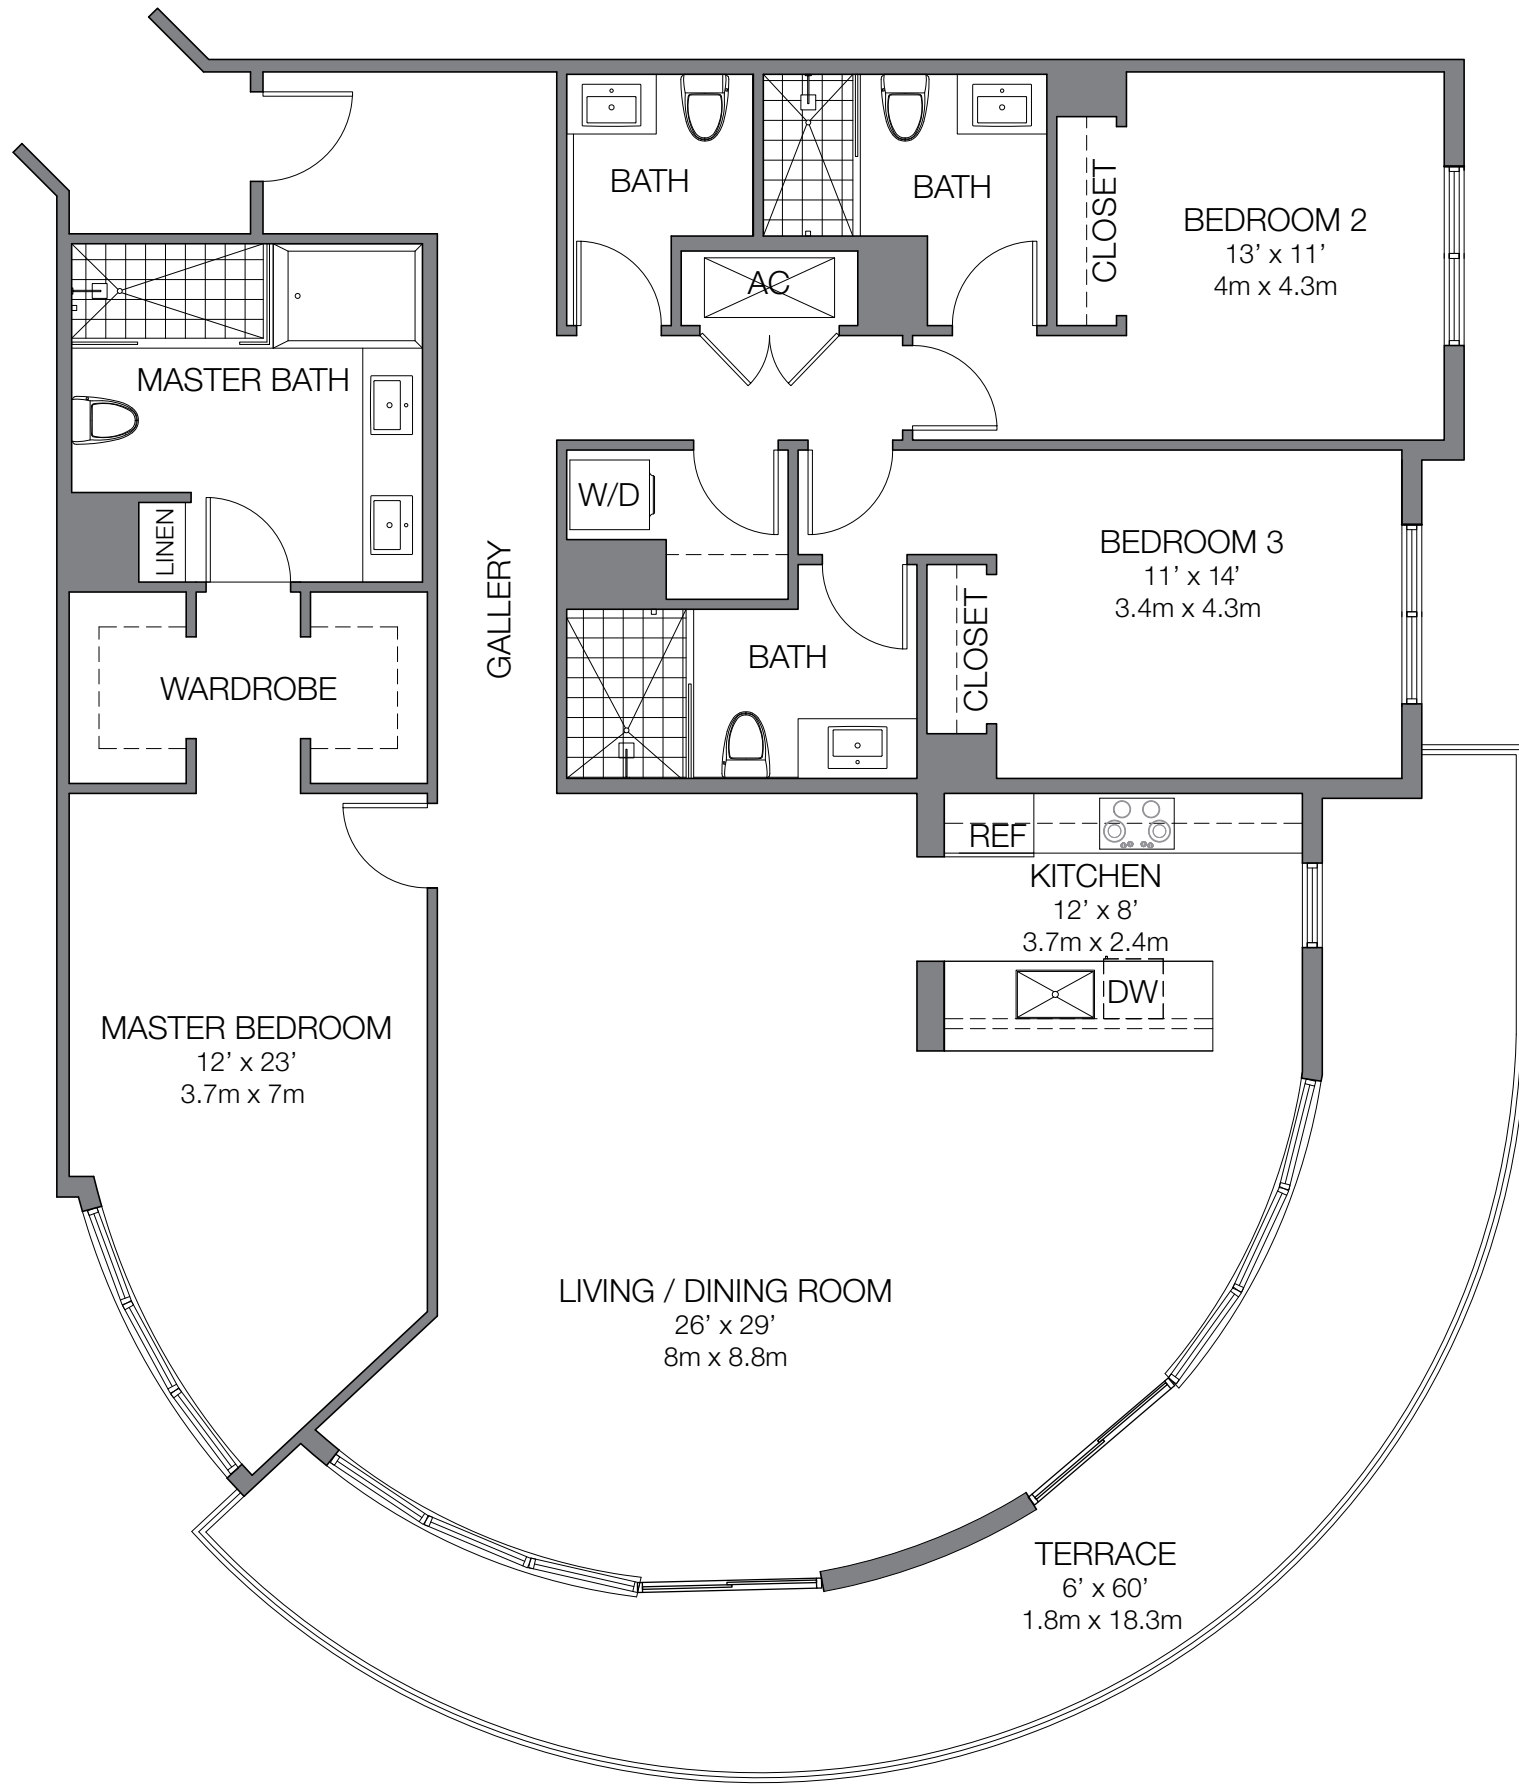 BATH
BATH
CLOSET
BEDROOM 2
13’ x 11’
4m x 4.3m
AC
MASTER BATH
LINEN
W/D
GALLERY
BEDROOM 3
11’ x 14’
3.4m x 4.3m
CLOSET
BATH
WARDROBE
REF
KITCHEN
12’ x 8’
3.7m x 2.4m
DW
MASTER BEDROOM
12’ x 23’
3.7m x 7m
LIVING / DINING ROOM
26’ x 29’
8m x 8.8m
TERRACE
6’ x 60’
1.8m x 18.3m